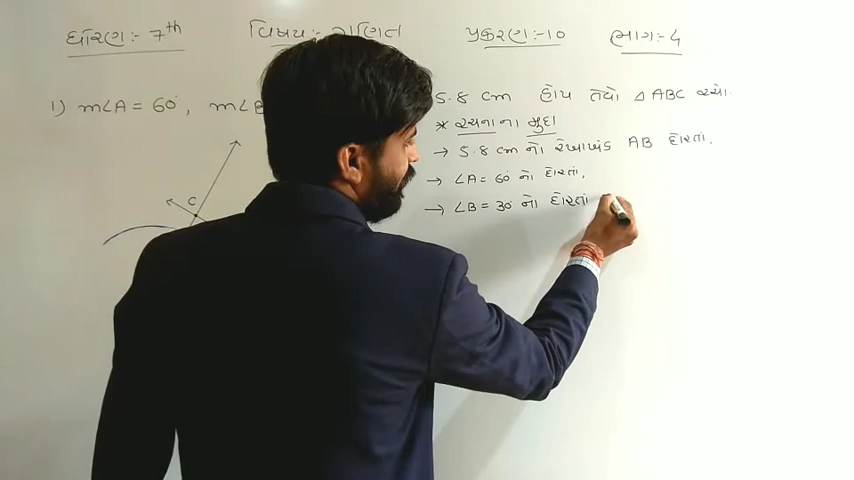 ધોરણ:- 7th વિષય:- ગણિત પ્રકરણ:-10 ભાગ:-4
1) m∠A = 60°, m∠B 5.8 cm હોય તેવો △ABC રચો.
* રચનાના મુદ્દા
→ 5.8 cm નો રેખાખંડ AB દોરતા.
→ ∠A = 60° નો દોરતાં.
→ ∠B = 30° નો દોરતાં
C